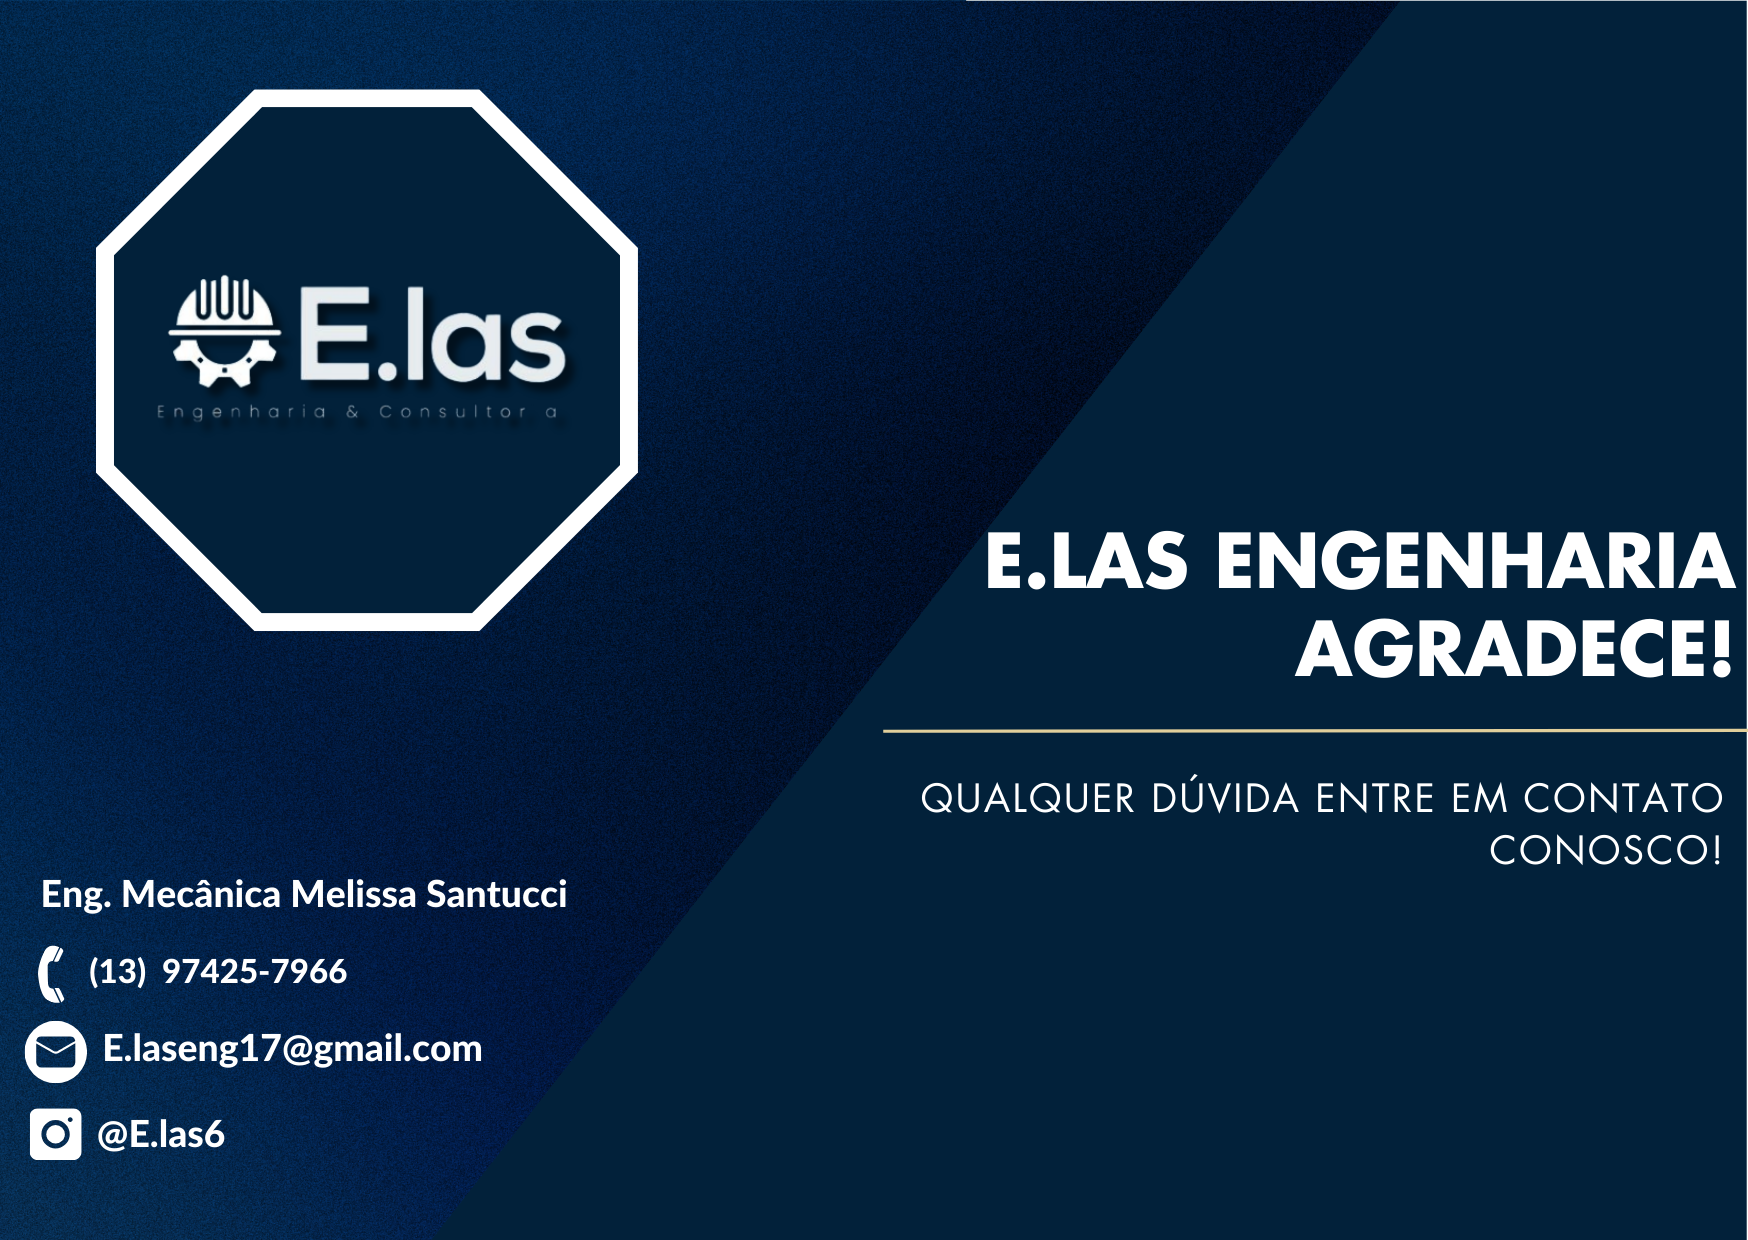 E.las
Engenharia & Consultor a
E.LAS ENGENHARIA
AGRADECE!
QUALQUER DÚVIDA ENTRE EM CONTATO
CONOSCO!
Eng. Mecânica Melissa Santucci
(13) 97425-7966
E.laseng17@gmail.com
@E.las6